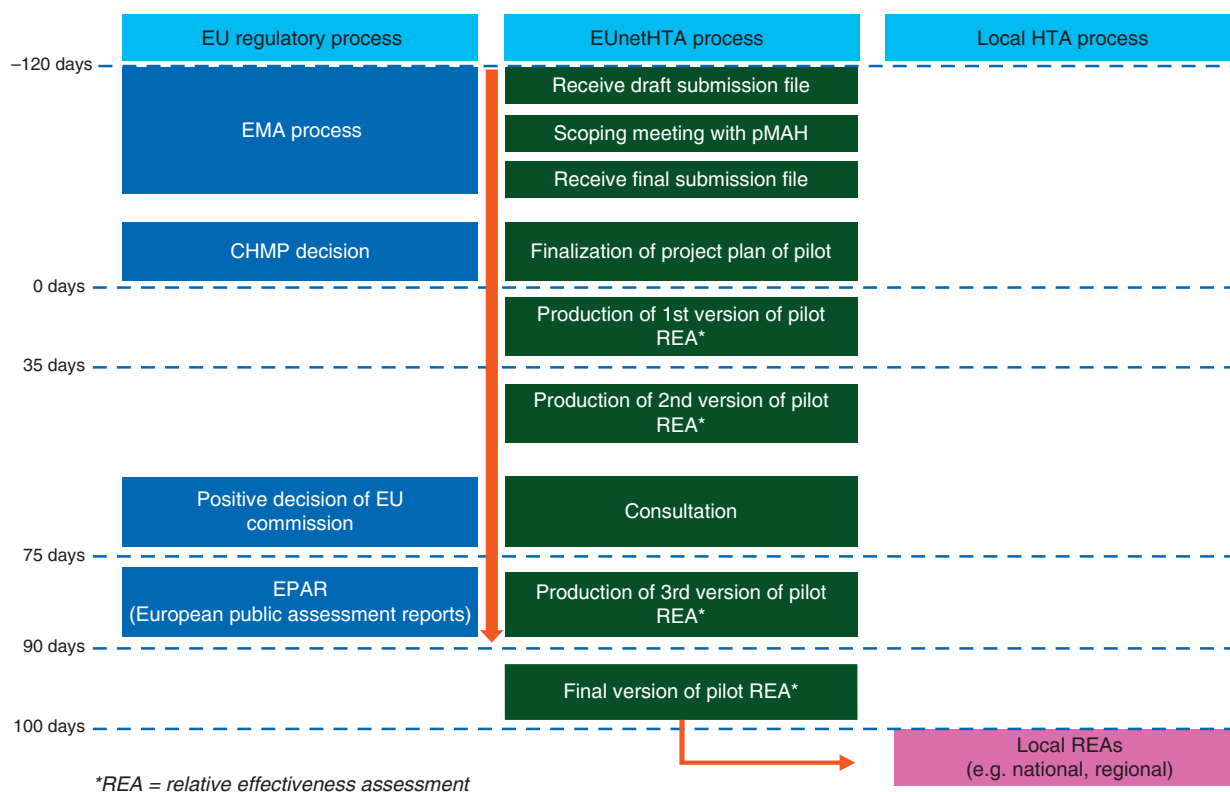 EU regulatory process
EUnetHTA process
Local HTA process
–120 days
EMA process
Receive draft submission file
Scoping meeting with pMAH
Receive final submission file
CHMP decision
Finalization of project plan of pilot
0 days
Production of 1st version of pilot
REA*
35 days
Production of 2nd version of pilot
REA*
Positive decision of EU
commission
Consultation
75 days
EPAR
(European public assessment reports)
Production of 3rd version of pilot
REA*
90 days
Final version of pilot REA*
100 days
Local REAs
(e.g. national, regional)
*REA = relative effectiveness assessment